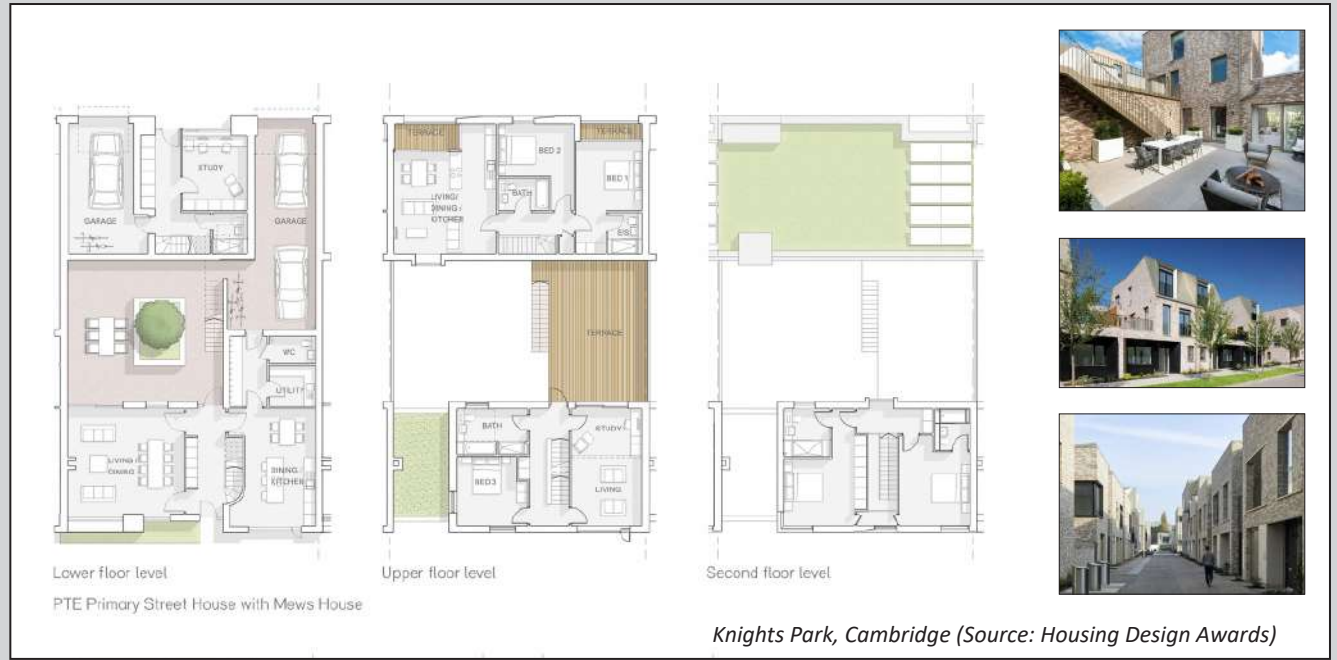 STUDY
GARAGE
GARAGE
WC
UTILITY
LIVING /
DINING
DINING
KITCHEN
Lower floor level
TERRACE
TERRACE
BED 2
BED 1
BATH
LIVING/
DINING/
KITCHEN
E/S
TERRACE
BATH
STUDY
BED3
LIVING
Upper floor level
Second floor level
PTE Primary Street House with Mews House
Knights Park, Cambridge (Source: Housing Design Awards)